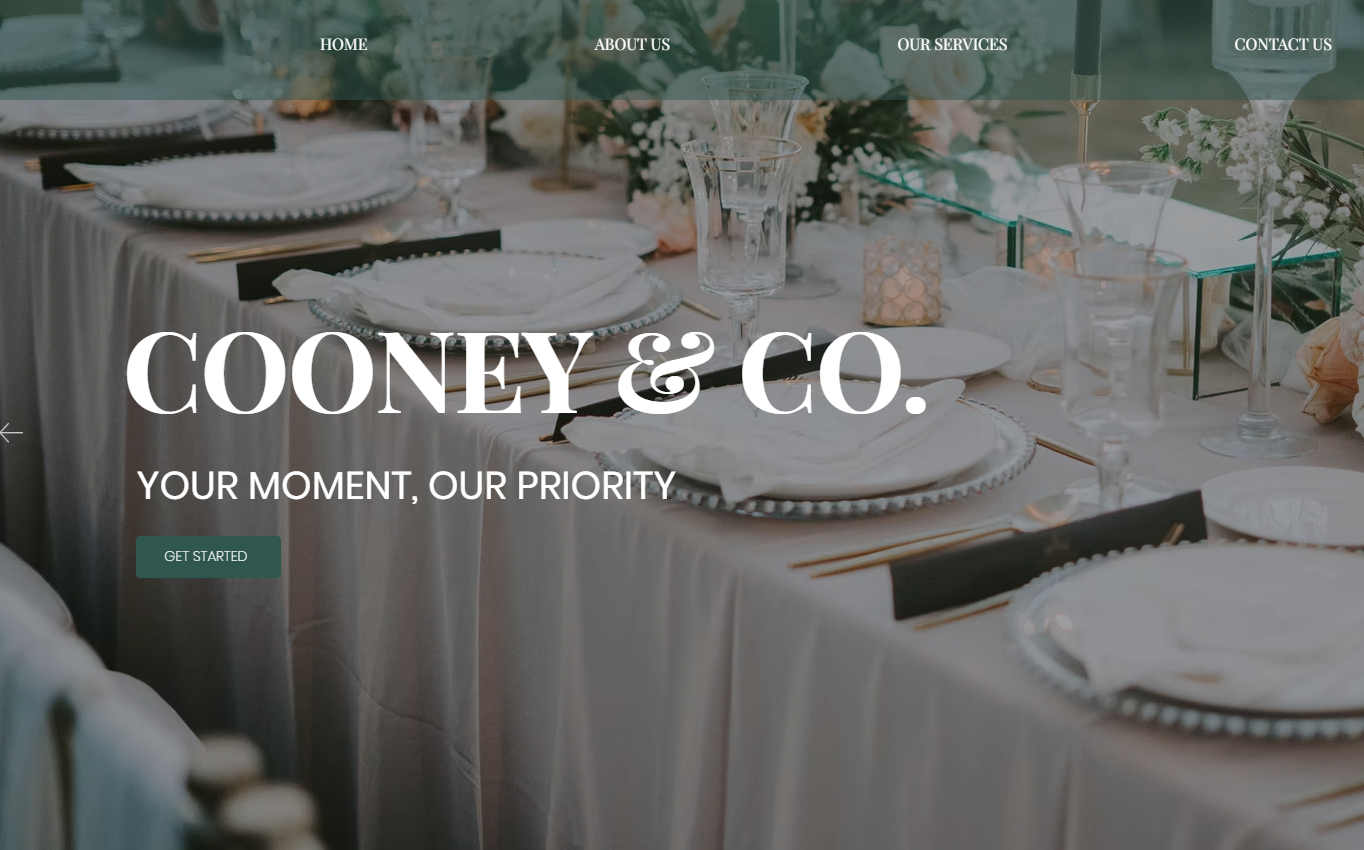 HOME
ABOUT US
OUR SERVICES
CONTACT US
COONEY & CO.
YOUR MOMENT, OUR PRIORITY
GET STARTED